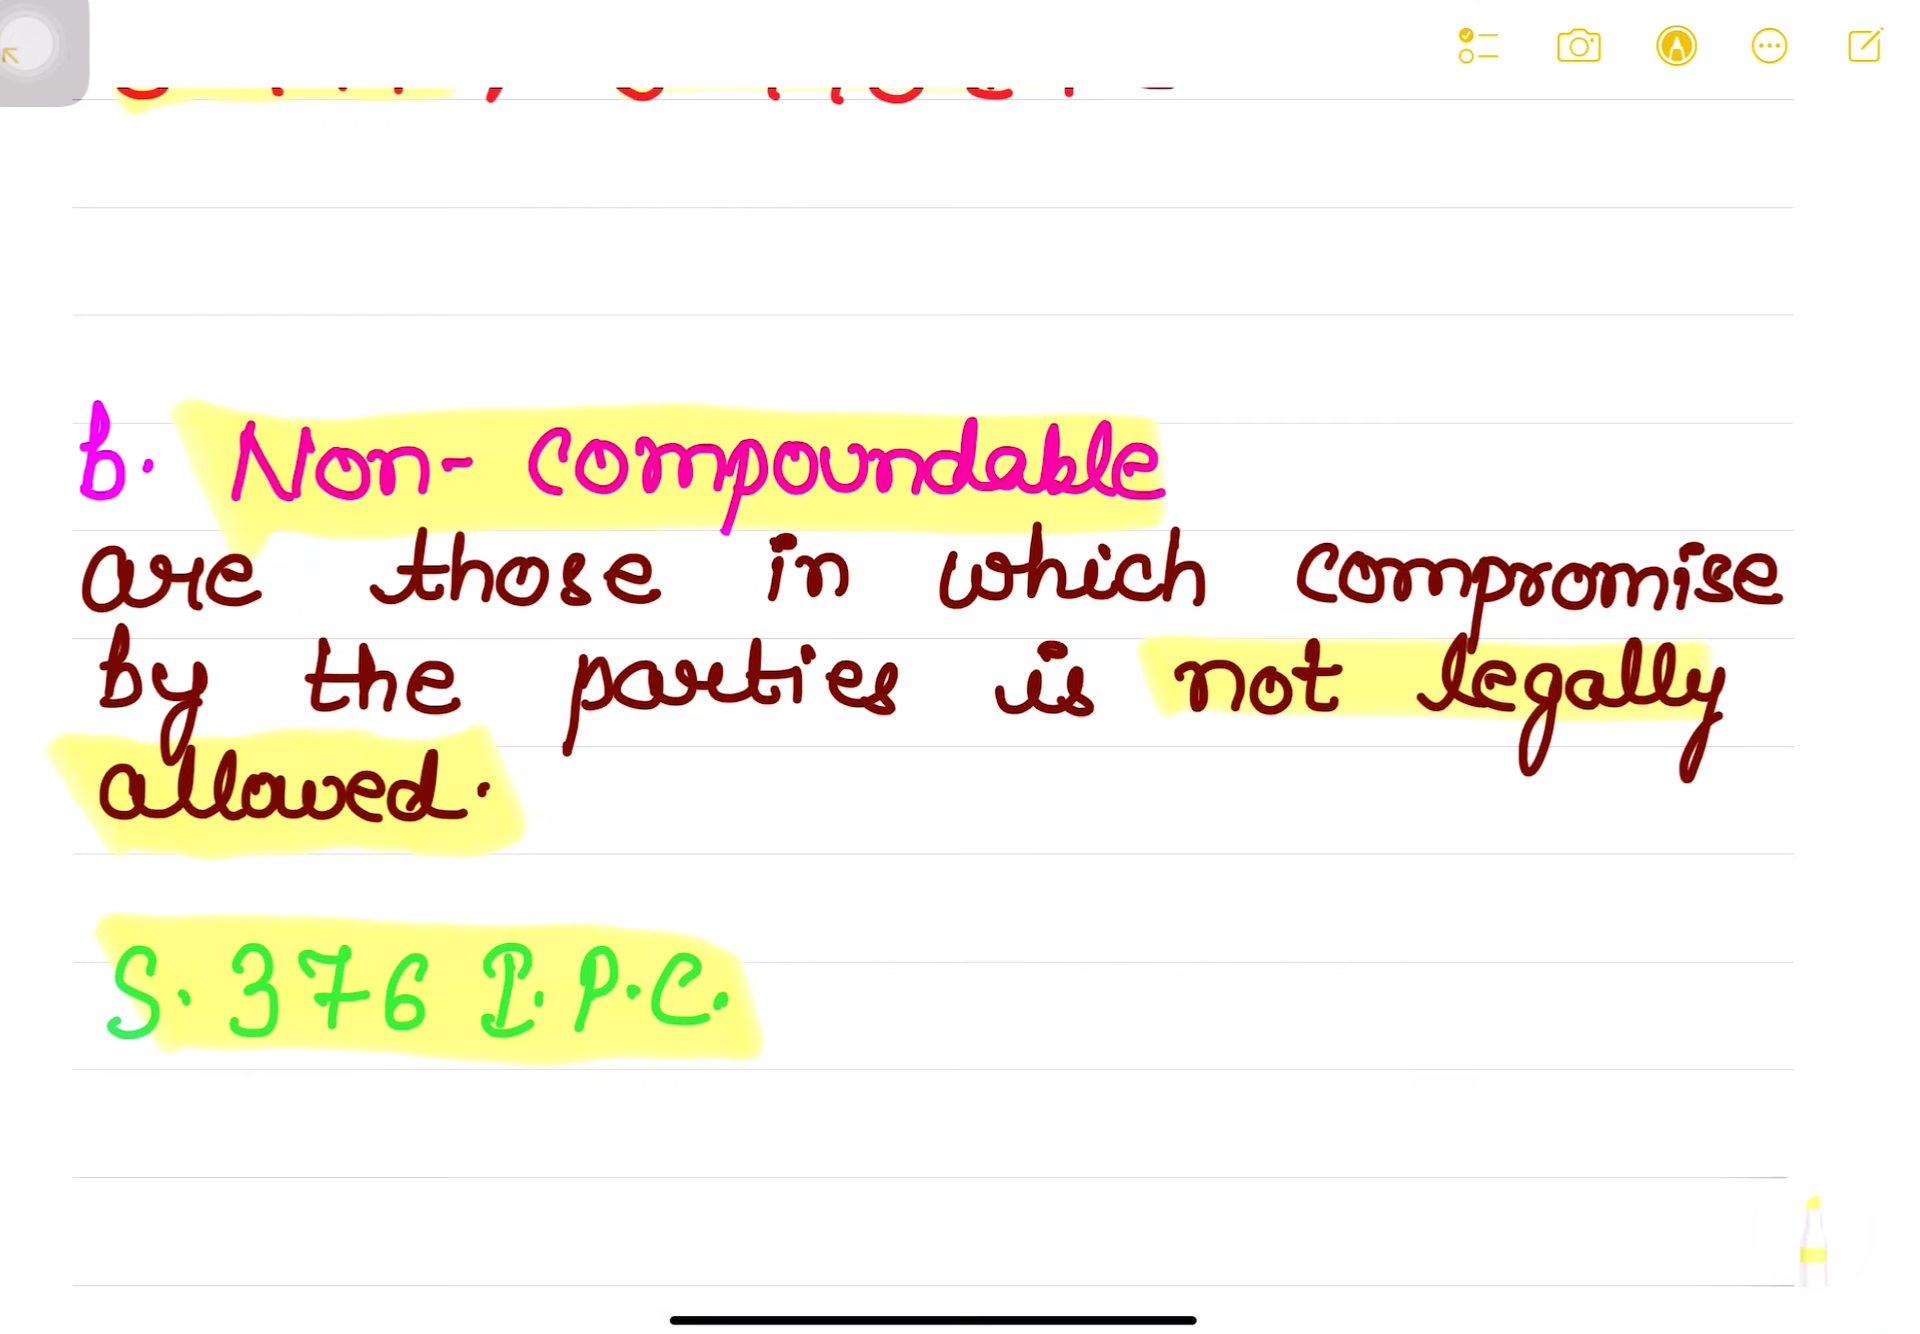 b. Non-compoundable
are those in which compromise
by the parties is not legally
allowed.
S. 376 I.P.C.